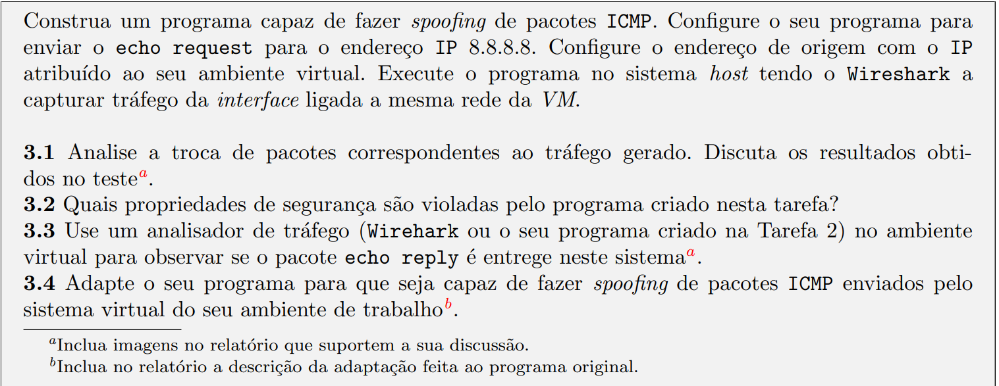 Construa um programa capaz de fazer spoofing de pacotes ICMP. Configure o seu programa para
enviar o echo request para o endereço IP 8.8.8.8. Configure o endereço de origem com o IP
atribuído ao seu ambiente virtual. Execute o programa no sistema host tendo o Wireshark a
capturar tráfego da interface ligada a mesma rede da VM.
3.1 Analise a troca de pacotes correspondentes ao tráfego gerado. Discuta os resultados obti-
dos no teste a.
3.2 Quais propriedades de segurança são violadas pelo programa criado nesta tarefa?
3.3 Use um analisador de tráfego (Wirehark ou o seu programa criado na Tarefa 2) no ambiente
virtual para observar se o pacote echo reply é entrege neste sistema a.
3.4 Adapte o seu programa para que seja capaz de fazer spoofing de pacotes ICMP enviados pelo
sistema virtual do seu ambiente de trabalho b.
a Inclua imagens no relatório que suportem a sua discussão.
b Inclua no relatório a descrição da adaptação feita ao programa original.